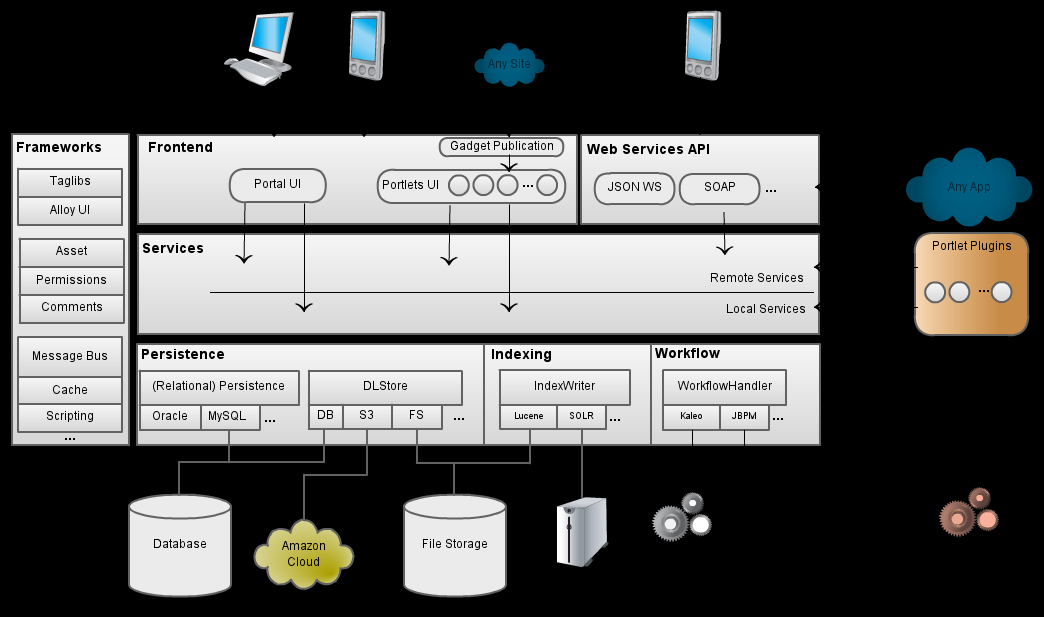 Any Site
Frameworks
Taglibs
Alloy UI
Asset
Permissions
Comments
Message Bus
Cache
Scripting
...
Frontend
Gadget Publication
Portal UI
Portlets UI ...
Web Services API
JSON WS
SOAP
...
Any App
Portlet Plugins
...
Services
Remote Services
Local Services
Persistence
(Relational) Persistence
Oracle
MySQL
...
DLStore
DB
S3
FS
...
Indexing
IndexWriter
Lucene
SOLR
...
Workflow
WorkflowHandler
Kaleo
JBPM
...
Database
Amazon
Cloud
File Storage